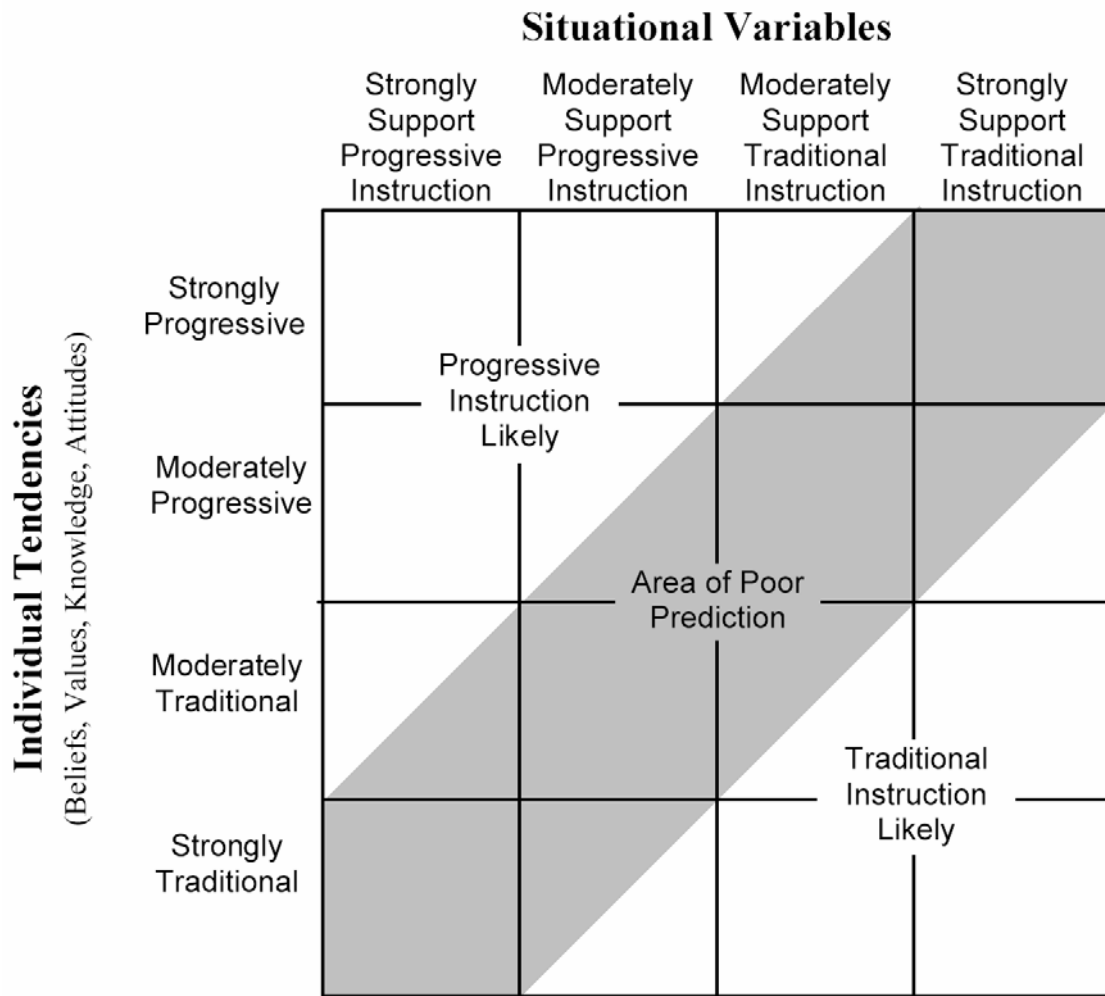 Situational Variables
Strongly
Support
Progressive
Instruction
Moderately
Support
Progressive
Instruction
Moderately
Support
Traditional
Instruction
Strongly
Support
Traditional
Instruction
Individual Tendencies
(Beliefs, Values, Knowledge, Attitudes)
Strongly
Progressive
Moderately
Progressive
Moderately
Traditional
Strongly
Traditional
Progressive
Instruction
Likely
Area of Poor
Prediction
Traditional
Instruction
Likely